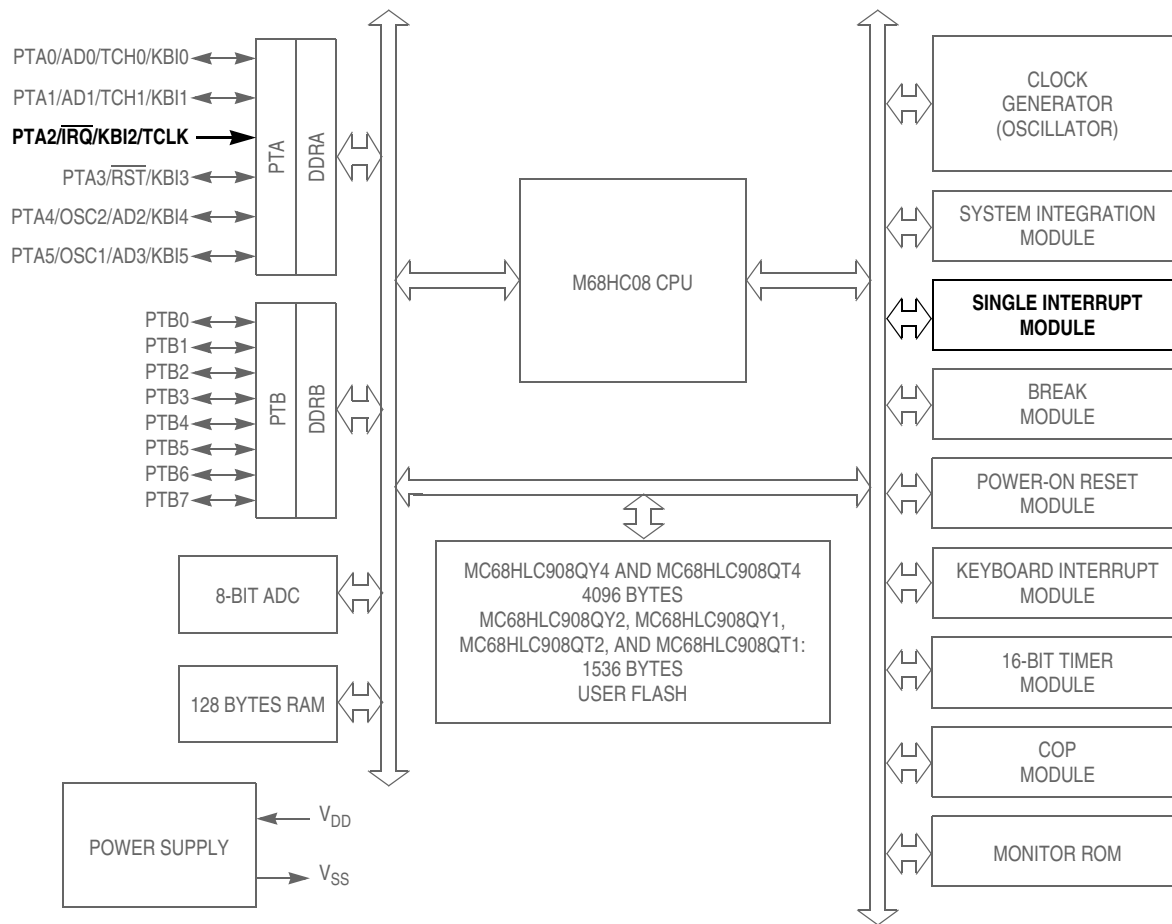 PTA0/AD0/TCH0/KBI0
PTA1/AD1/TCH1/KBI1
PTA2/IRQ/KBI2/TCLK
PTA3/RST/KBI3
PTA4/OSC2/AD2/KBI4
PTA5/OSC1/AD3/KBI5
PTA
DDRA
PTB0
PTB1
PTB2
PTB3
PTB4
PTB5
PTB6
PTB7
PTB
DDRB
8-BIT ADC
128 BYTES RAM
POWER SUPPLY
VDD
VSS
M68HC08 CPU
MC68HLC908QY4 AND MC68HLC908QT4
4096 BYTES
MC68HLC908QY2, MC68HLC908QY1,
MC68HLC908QT2, AND MC68HLC908QT1:
1536 BYTES
USER FLASH
CLOCK
GENERATOR
(OSCILLATOR)
SYSTEM INTEGRATION
MODULE
SINGLE INTERRUPT
MODULE
BREAK
MODULE
POWER-ON RESET
MODULE
KEYBOARD INTERRUPT
MODULE
16-BIT TIMER
MODULE
COP
MODULE
MONITOR ROM